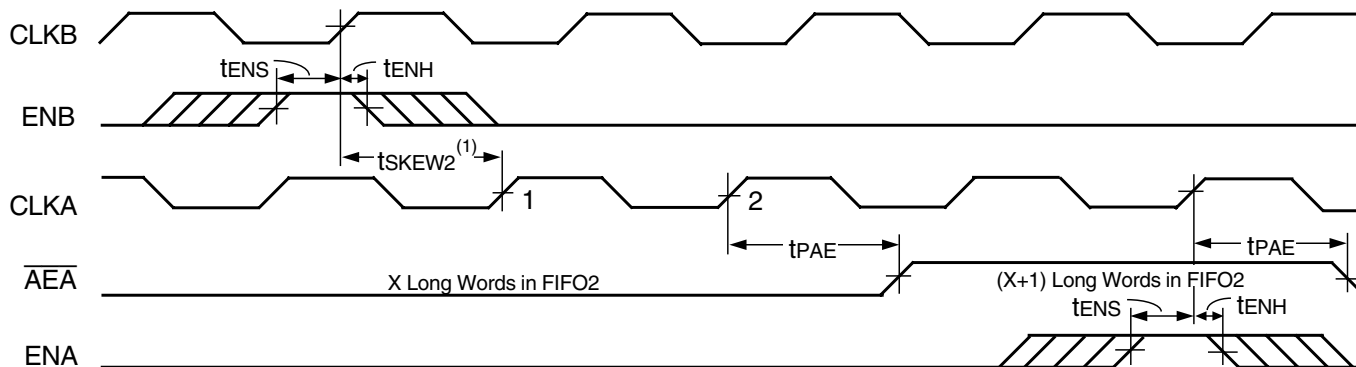 CLKB
tENS
tENH
ENB
tSKEW2(1)
CLKA
1
2
tPAE
tPAE
AEA
X Long Words in FIFO2
(X+1) Long Words in FIFO2
tENS
tENH
ENA